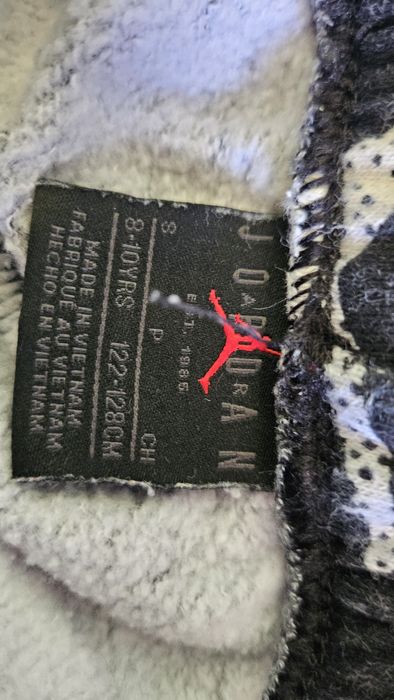 JORDAN
EST. 1985
S P CH
8-10YRS 122-128CM
MADE IN VIETNAM
FABRIQUE AU VIETNAM
HECHO EN VIETNAM